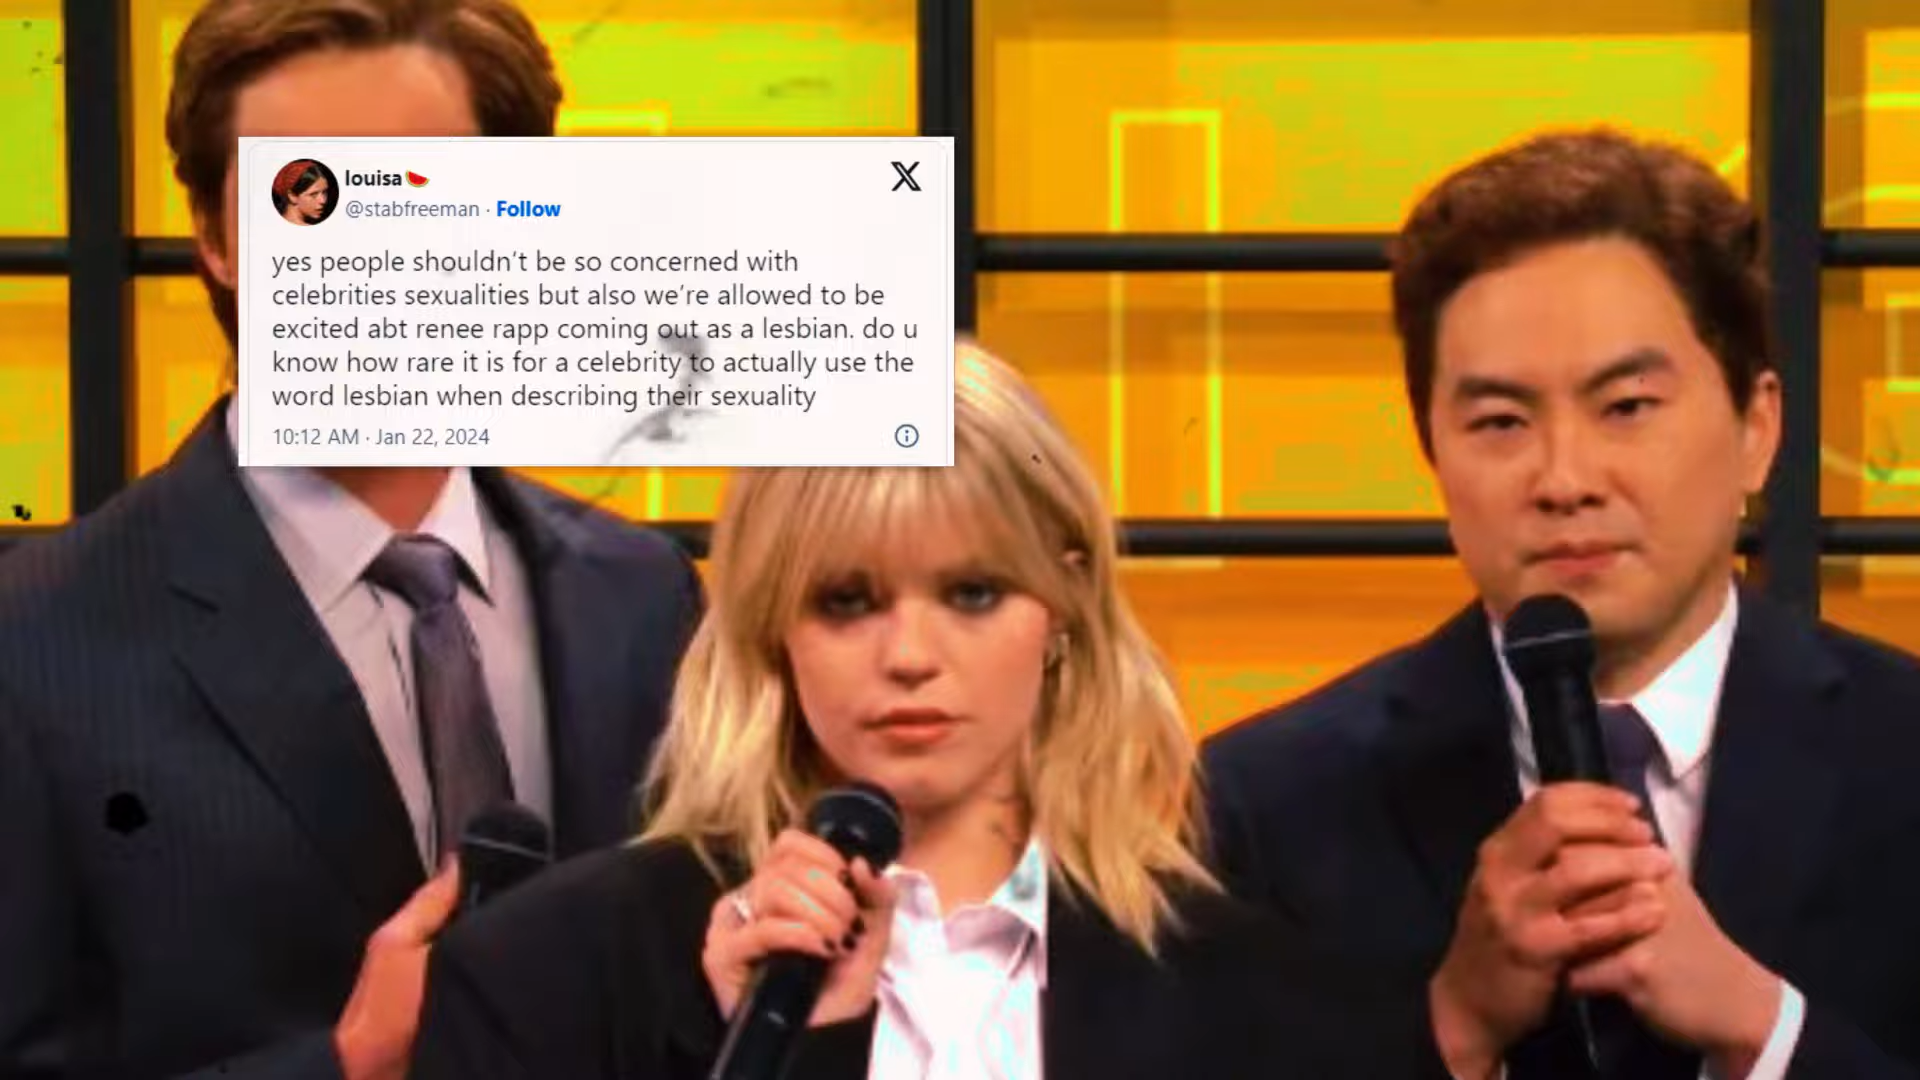 louisa🍉
@stabfreeman · Follow
X
yes people shouldn't be so concerned with
celebrities sexualities but also we're allowed to be
excited abt renee rapp coming out as a lesbian. do u
know how rare it is for a celebrity to actually use the
word lesbian when describing their sexuality
10:12 AM · Jan 22, 2024